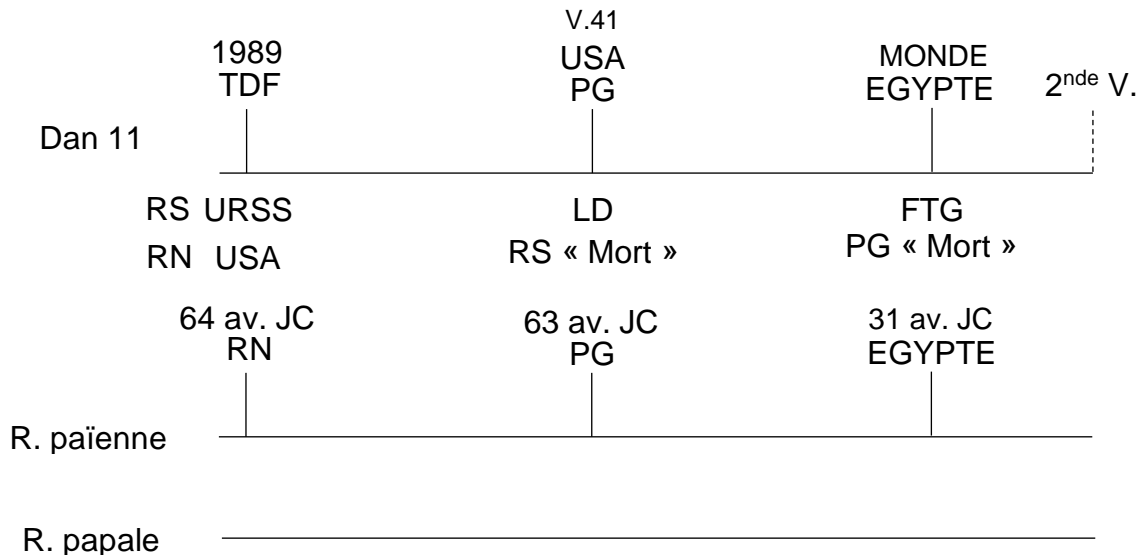 V.41
1989 USA MONDE
TDF PG EGYPTE 2nde V.
Dan 11
RS URSS LD FTG
RN USA RS « Mort » PG « Mort »
64 av. JC 63 av. JC 31 av. JC
RN PG EGYPTE
R. païenne
R. papale